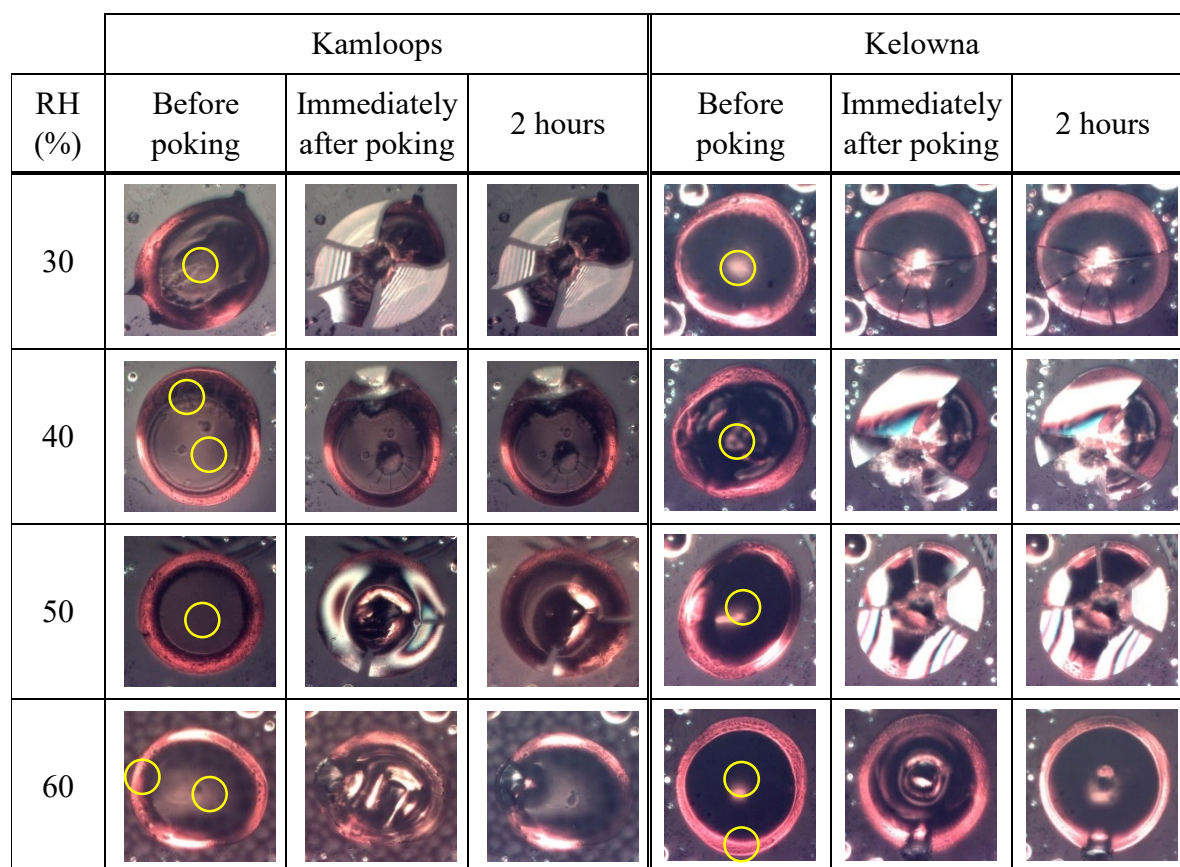 Kamloops
Kelowna
RH
(%)
Before
poking
Immediately
after poking
2 hours
Before
poking
Immediately
after poking
2 hours
30
40
50
60